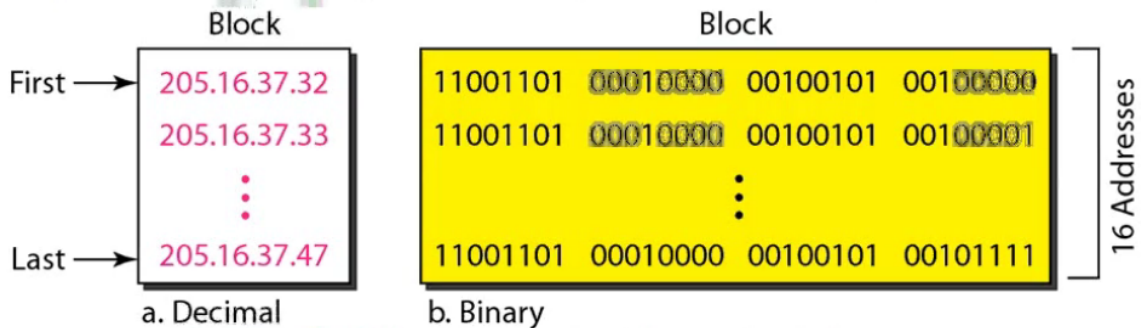 Block Block
First 205.16.37.32 11001101 00010000 00100101 00100000
205.16.37.33 11001101 00010000 00100101 00100001
Last 205.16.37.47 11001101 00010000 00100101 00101111
16 Addresses
a. Decimal b. Binary